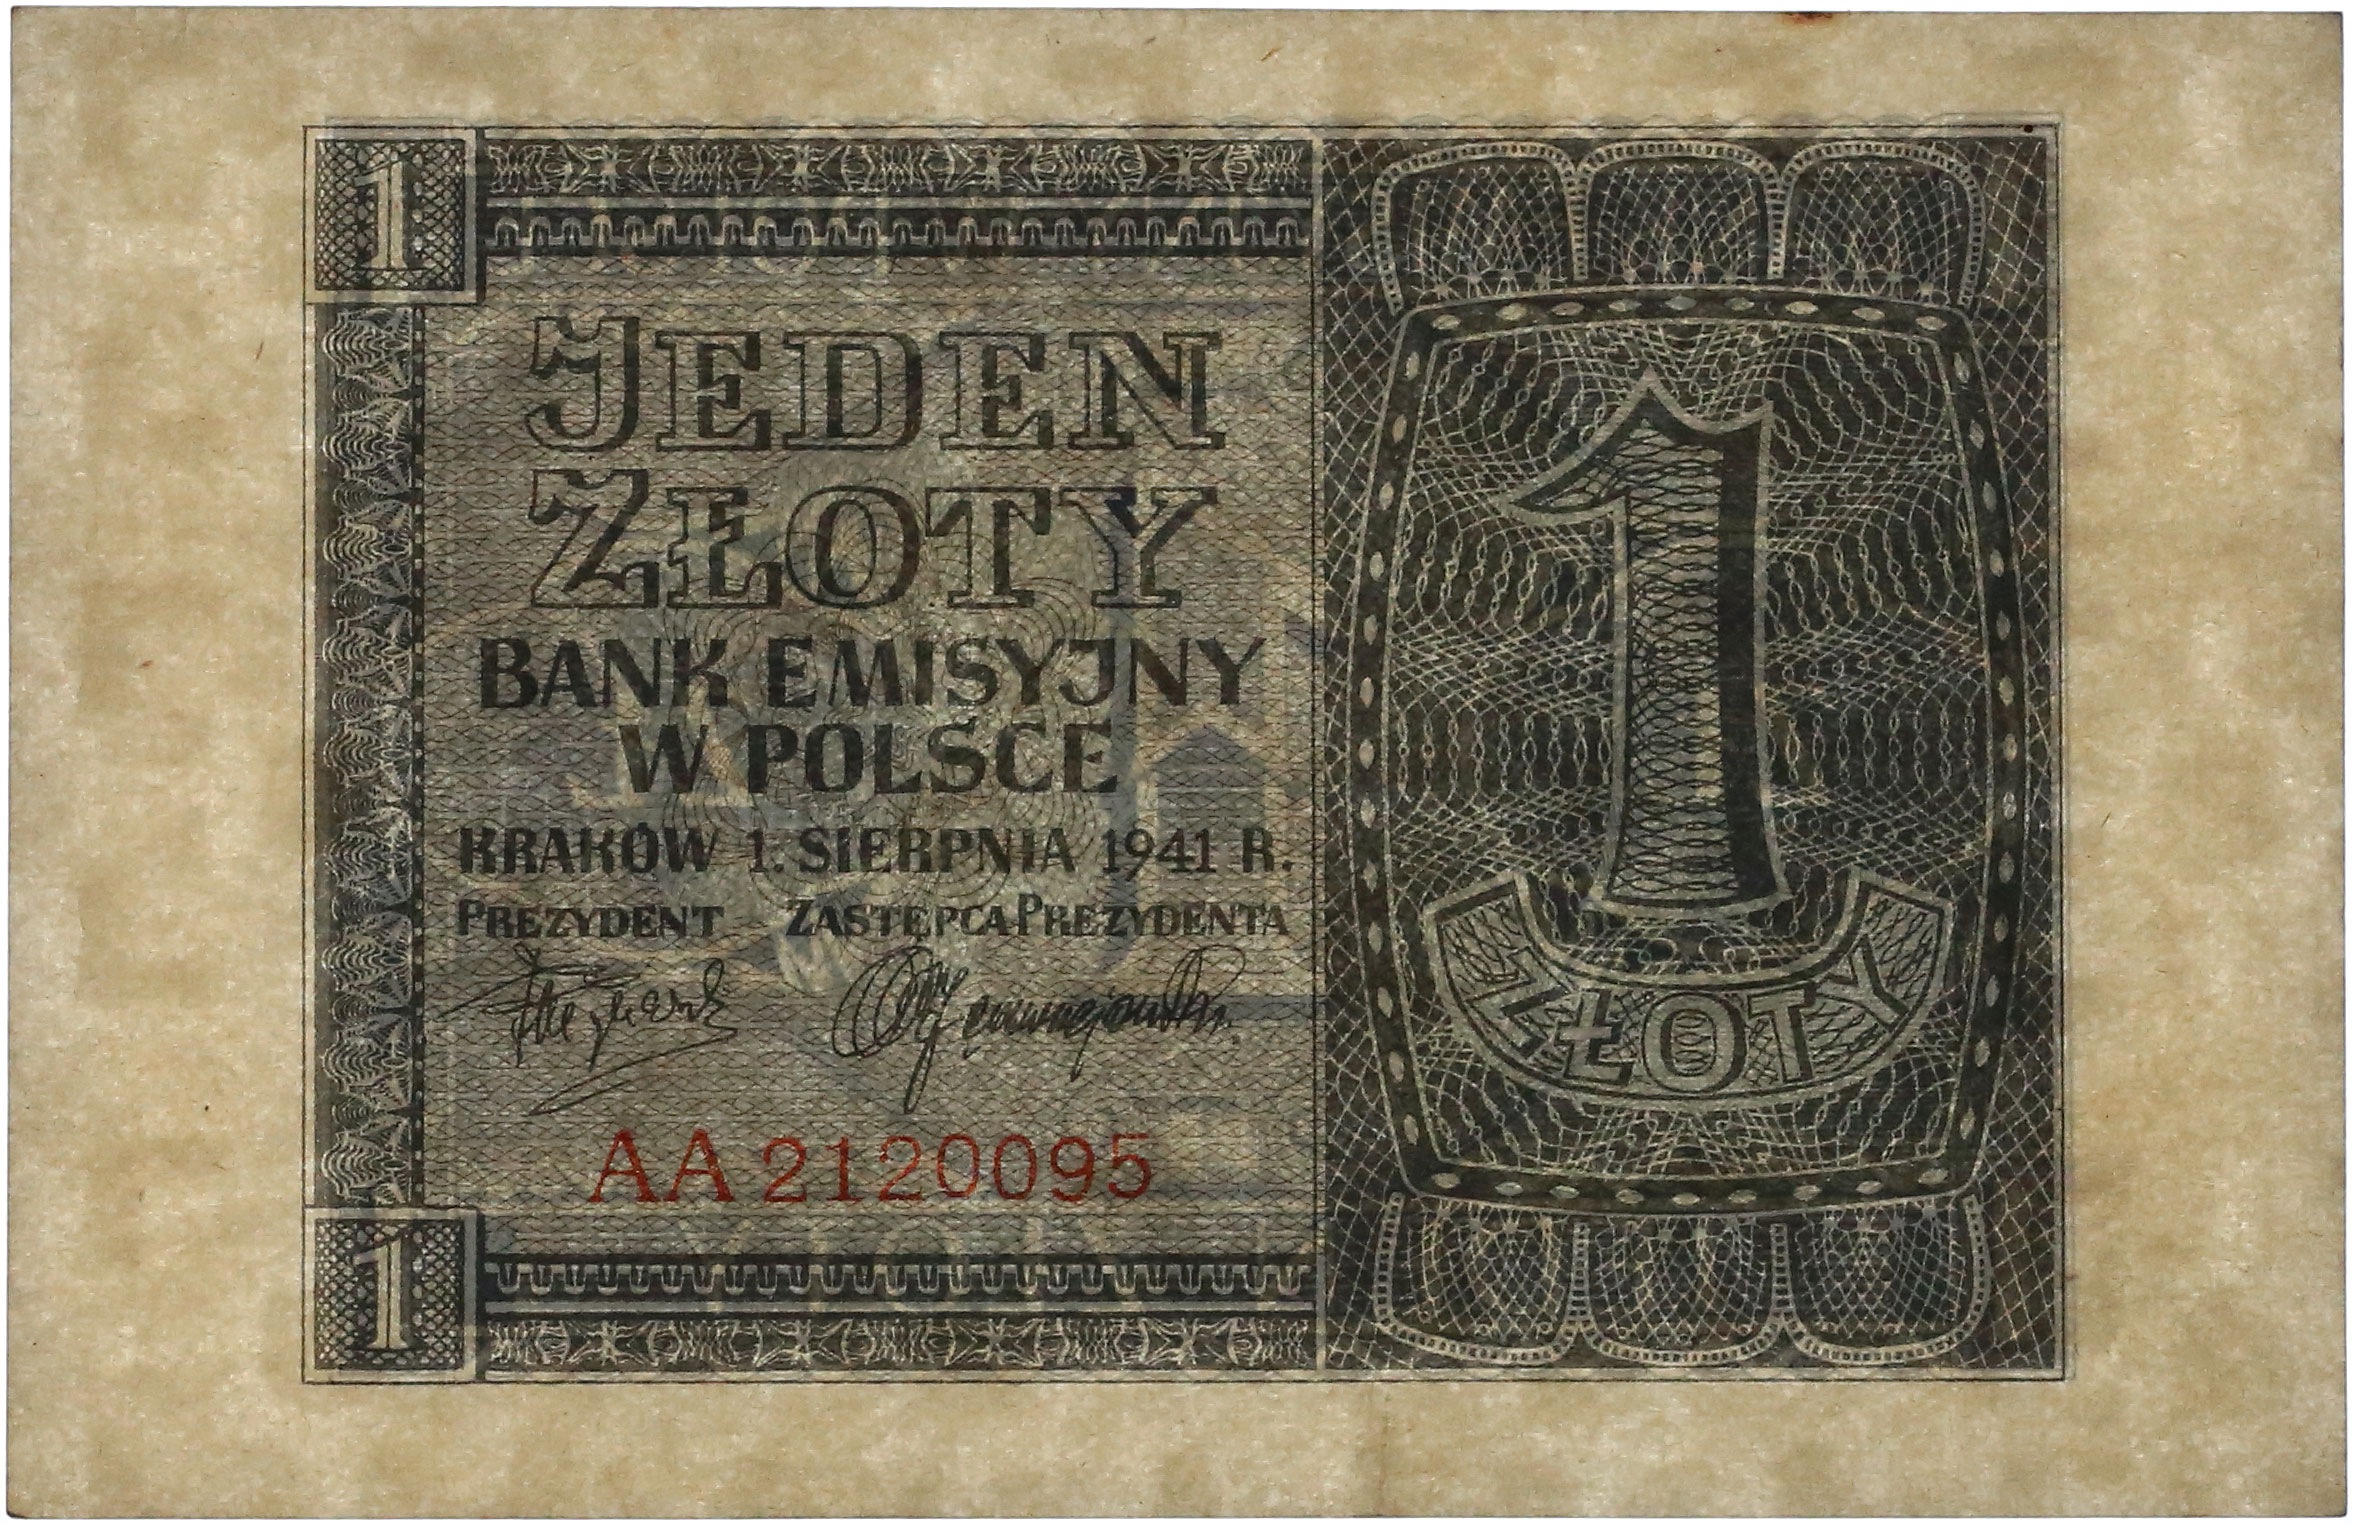 1
JEDEN
ZŁOTY
BANK EMISYJNY
W POLSCE
KRAKÓW 1. SIERPNIA 1941 R.
PREZYDENT ZASTĘPCA PREZYDENTA
AA 2120095
1
1
ZŁOTY